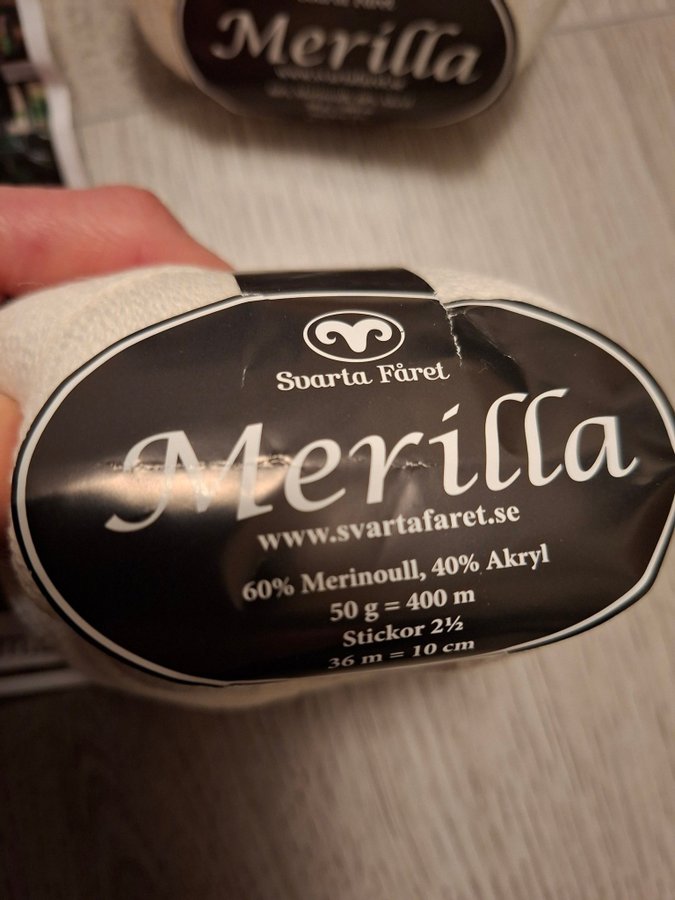 Merilla
Svarta Fåret
Merilla
www.svartafaret.se
60% Merinoull, 40% Akryl
50 g = 400 m
Stickor 2½
36 m = 10 cm